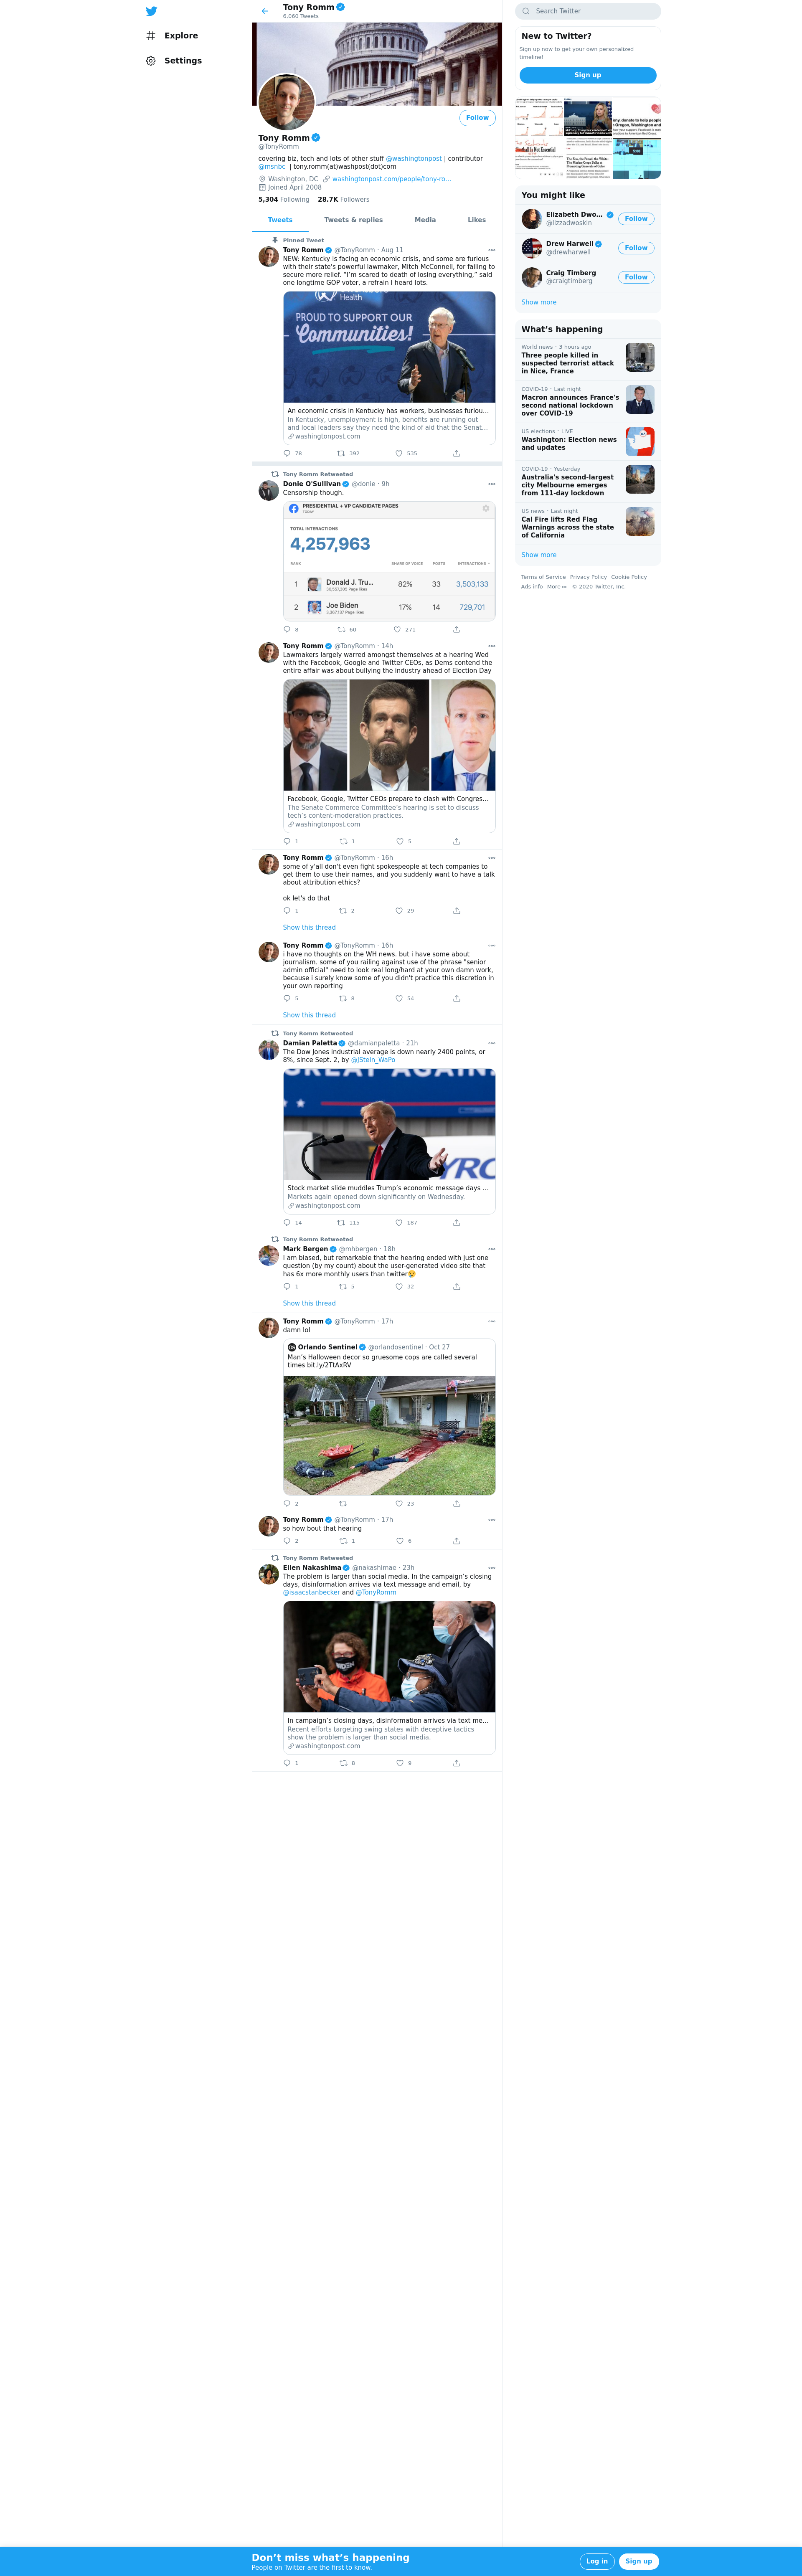 Explore
Settings
Tony Romm
6,060 Tweets
Follow
Tony Romm
@TonyRomm
covering biz, tech and lots of other stuff @washingtonpost | contributor
@msnbc | tony.romm(at)washpost(dot)com
Washington, DC washingtonpost.com/people/tony-ro…
Joined April 2008
5,304 Following 28.7K Followers
Tweets Tweets & replies Media Likes
Pinned Tweet
Tony Romm @TonyRomm · Aug 11
NEW: Kentucky is facing an economic crisis, and some are furious
with their state's powerful lawmaker, Mitch McConnell, for failing to
secure more relief. “I’m scared to death of losing everything,” said
one longtime GOP voter, a refrain I heard lots.
Health
PROUD TO SUPPORT OUR
Communities!
An economic crisis in Kentucky has workers, businesses furiou…
In Kentucky, unemployment is high, benefits are running out
and local leaders say they need the kind of aid that the Senat…
washingtonpost.com
78 392 535
Tony Romm Retweeted
Donie O'Sullivan @donie · 9h
Censorship though.
PRESIDENTIAL + VP CANDIDATE PAGES
TODAY
TOTAL INTERACTIONS
4,257,963
RANK SHARE OF VOICE POSTS INTERACTIONS
1 Donald J. Tru... 82% 33 3,503,133
2 Joe Biden 17% 14 729,701
8 60 271
Tony Romm @TonyRomm · 14h
Lawmakers largely warred amongst themselves at a hearing Wed
with the Facebook, Google and Twitter CEOs, as Dems contend the
entire affair was about bullying the industry ahead of Election Day
Facebook, Google, Twitter CEOs prepare to clash with Congres…
The Senate Commerce Committee’s hearing is set to discuss
tech’s content-moderation practices.
washingtonpost.com
1 1 5
Tony Romm @TonyRomm · 16h
some of y'all don't even fight spokespeople at tech companies to
get them to use their names, and you suddenly want to have a talk
about attribution ethics?
ok let's do that
1 2 29
Show this thread
Tony Romm @TonyRomm · 16h
i have no thoughts on the WH news. but i have some about
journalism. some of you railing against use of the phrase "senior
admin official" need to look real long/hard at your own damn work,
because i surely know some of you didn't practice this discretion in
your own reporting
5 8 54
Show this thread
Tony Romm Retweeted
Damian Paletta @damianpaletta · 21h
The Dow Jones industrial average is down nearly 2400 points, or
8%, since Sept. 2, by @JStein_WaPo
GREAT AGAIN
Stock market slide muddles Trump’s economic message days …
Markets again opened down significantly on Wednesday.
washingtonpost.com
14 115 187
Tony Romm Retweeted
Mark Bergen @mhbergen · 18h
I am biased, but remarkable that the hearing ended with just one
question (by my count) about the user-generated video site that
has 6x more monthly users than twitter
1 5 32
Show this thread
Tony Romm @TonyRomm · 17h
damn lol
Orlando Sentinel @orlandosentinel · Oct 27
Man’s Halloween decor so gruesome cops are called several
times bit.ly/2TtAxRV
2 23
Tony Romm @TonyRomm · 17h
so how bout that hearing
2 1 6
Tony Romm Retweeted
Ellen Nakashima @nakashimae · 23h
The problem is larger than social media. In the campaign’s closing
days, disinformation arrives via text message and email, by
@isaacstanbecker and @TonyRomm
In campaign’s closing days, disinformation arrives via text me…
Recent efforts targeting swing states with deceptive tactics
show the problem is larger than social media.
washingtonpost.com
1 8 9
Search Twitter
New to Twitter?
Sign up now to get your own personalized
timeline!
Sign up
You might like
Elizabeth Dwo…
@lizzadwoskin
Follow
Drew Harwell
@drewharwell
Follow
Craig Timberg
@craigtimberg
Follow
Show more
What’s happening
World news · 3 hours ago
Three people killed in
suspected terrorist attack
in Nice, France
COVID-19 · Last night
Macron announces France's
second national lockdown
over COVID-19
US elections · LIVE
Washington: Election news
and updates
COVID-19 · Yesterday
Australia's second-largest
city Melbourne emerges
from 111-day lockdown
US news · Last night
Cal Fire lifts Red Flag
Warnings across the state
of California
Show more
Terms of Service Privacy Policy Cookie Policy
Ads info More © 2020 Twitter, Inc.
Don’t miss what’s happening
People on Twitter are the first to know.
Log in
Sign up